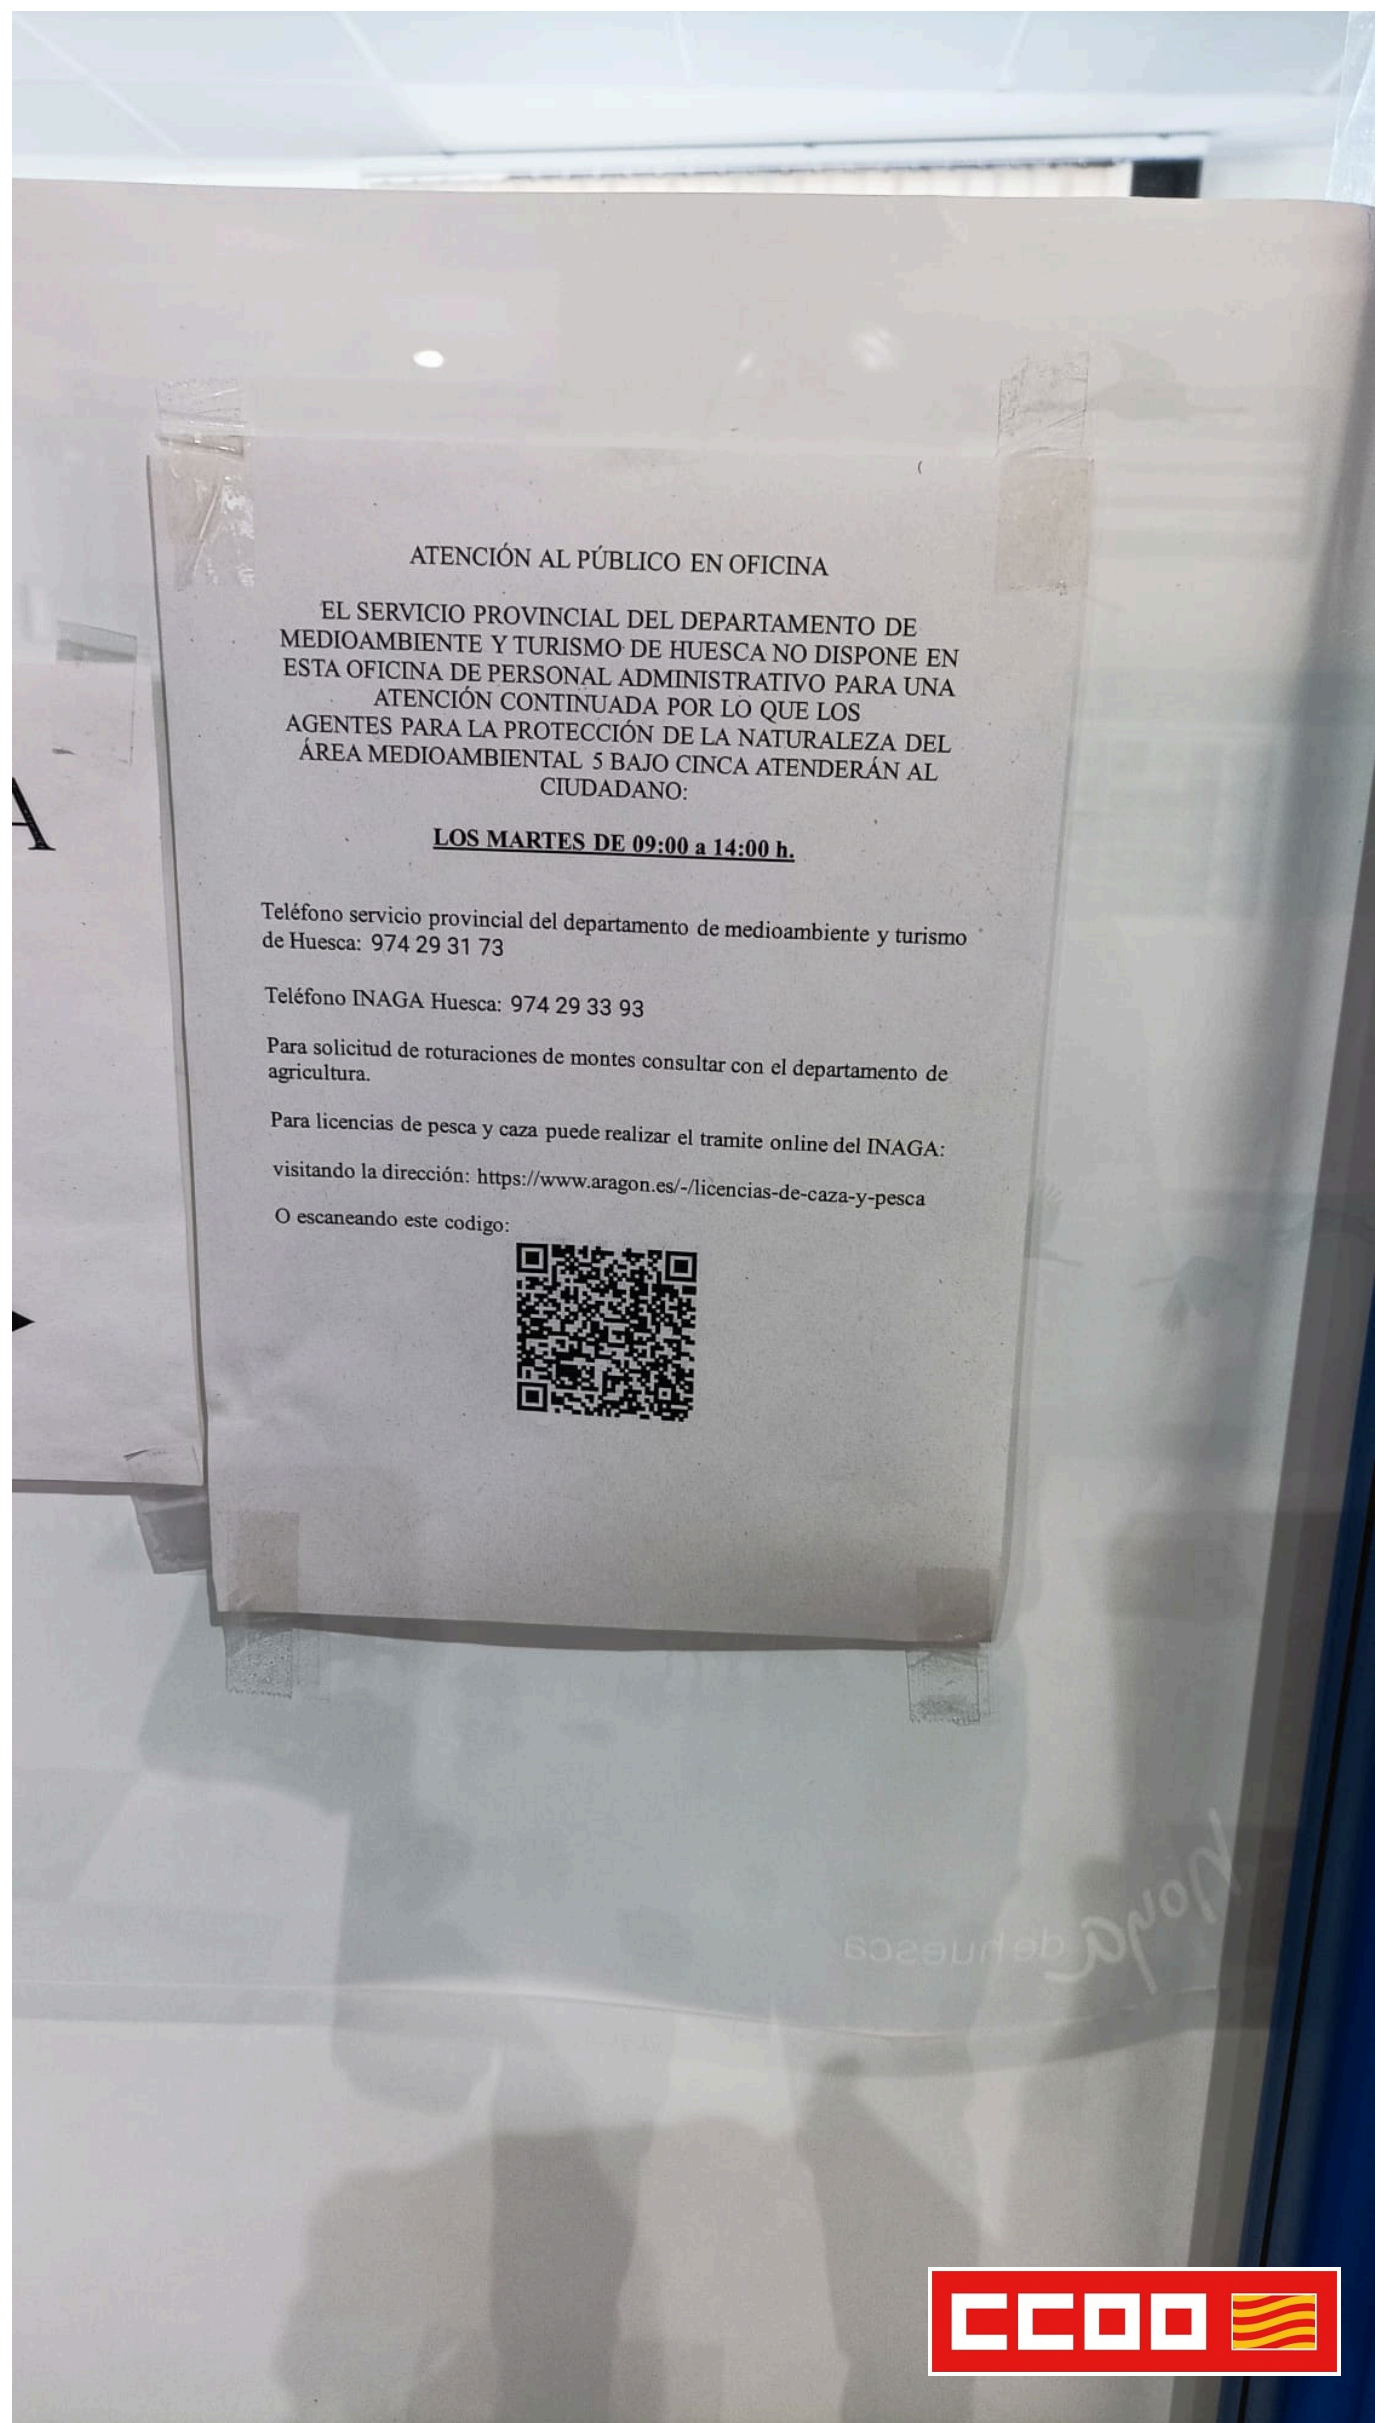 ATENCIÓN AL PÚBLICO EN OFICINA
EL SERVICIO PROVINCIAL DEL DEPARTAMENTO DE
MEDIOAMBIENTE Y TURISMO DE HUESCA NO DISPONE EN
ESTA OFICINA DE PERSONAL ADMINISTRATIVO PARA UNA
ATENCIÓN CONTINUADA POR LO QUE LOS
AGENTES PARA LA PROTECCIÓN DE LA NATURALEZA DEL
ÁREA MEDIOAMBIENTAL 5 BAJO CINCA ATENDERÁN AL
CIUDADANO:
LOS MARTES DE 09:00 a 14:00 h.
Teléfono servicio provincial del departamento de medioambiente y turismo
de Huesca: 974 29 31 73
Teléfono INAGA Huesca: 974 29 33 93
Para solicitud de roturaciones de montes consultar con el departamento de
agricultura.
Para licencias de pesca y caza puede realizar el tramite online del INAGA:
visitando la dirección: https://www.aragon.es/-/licencias-de-caza-y-pesca
O escaneando este codigo:
A
hoya de huesca
CCOO